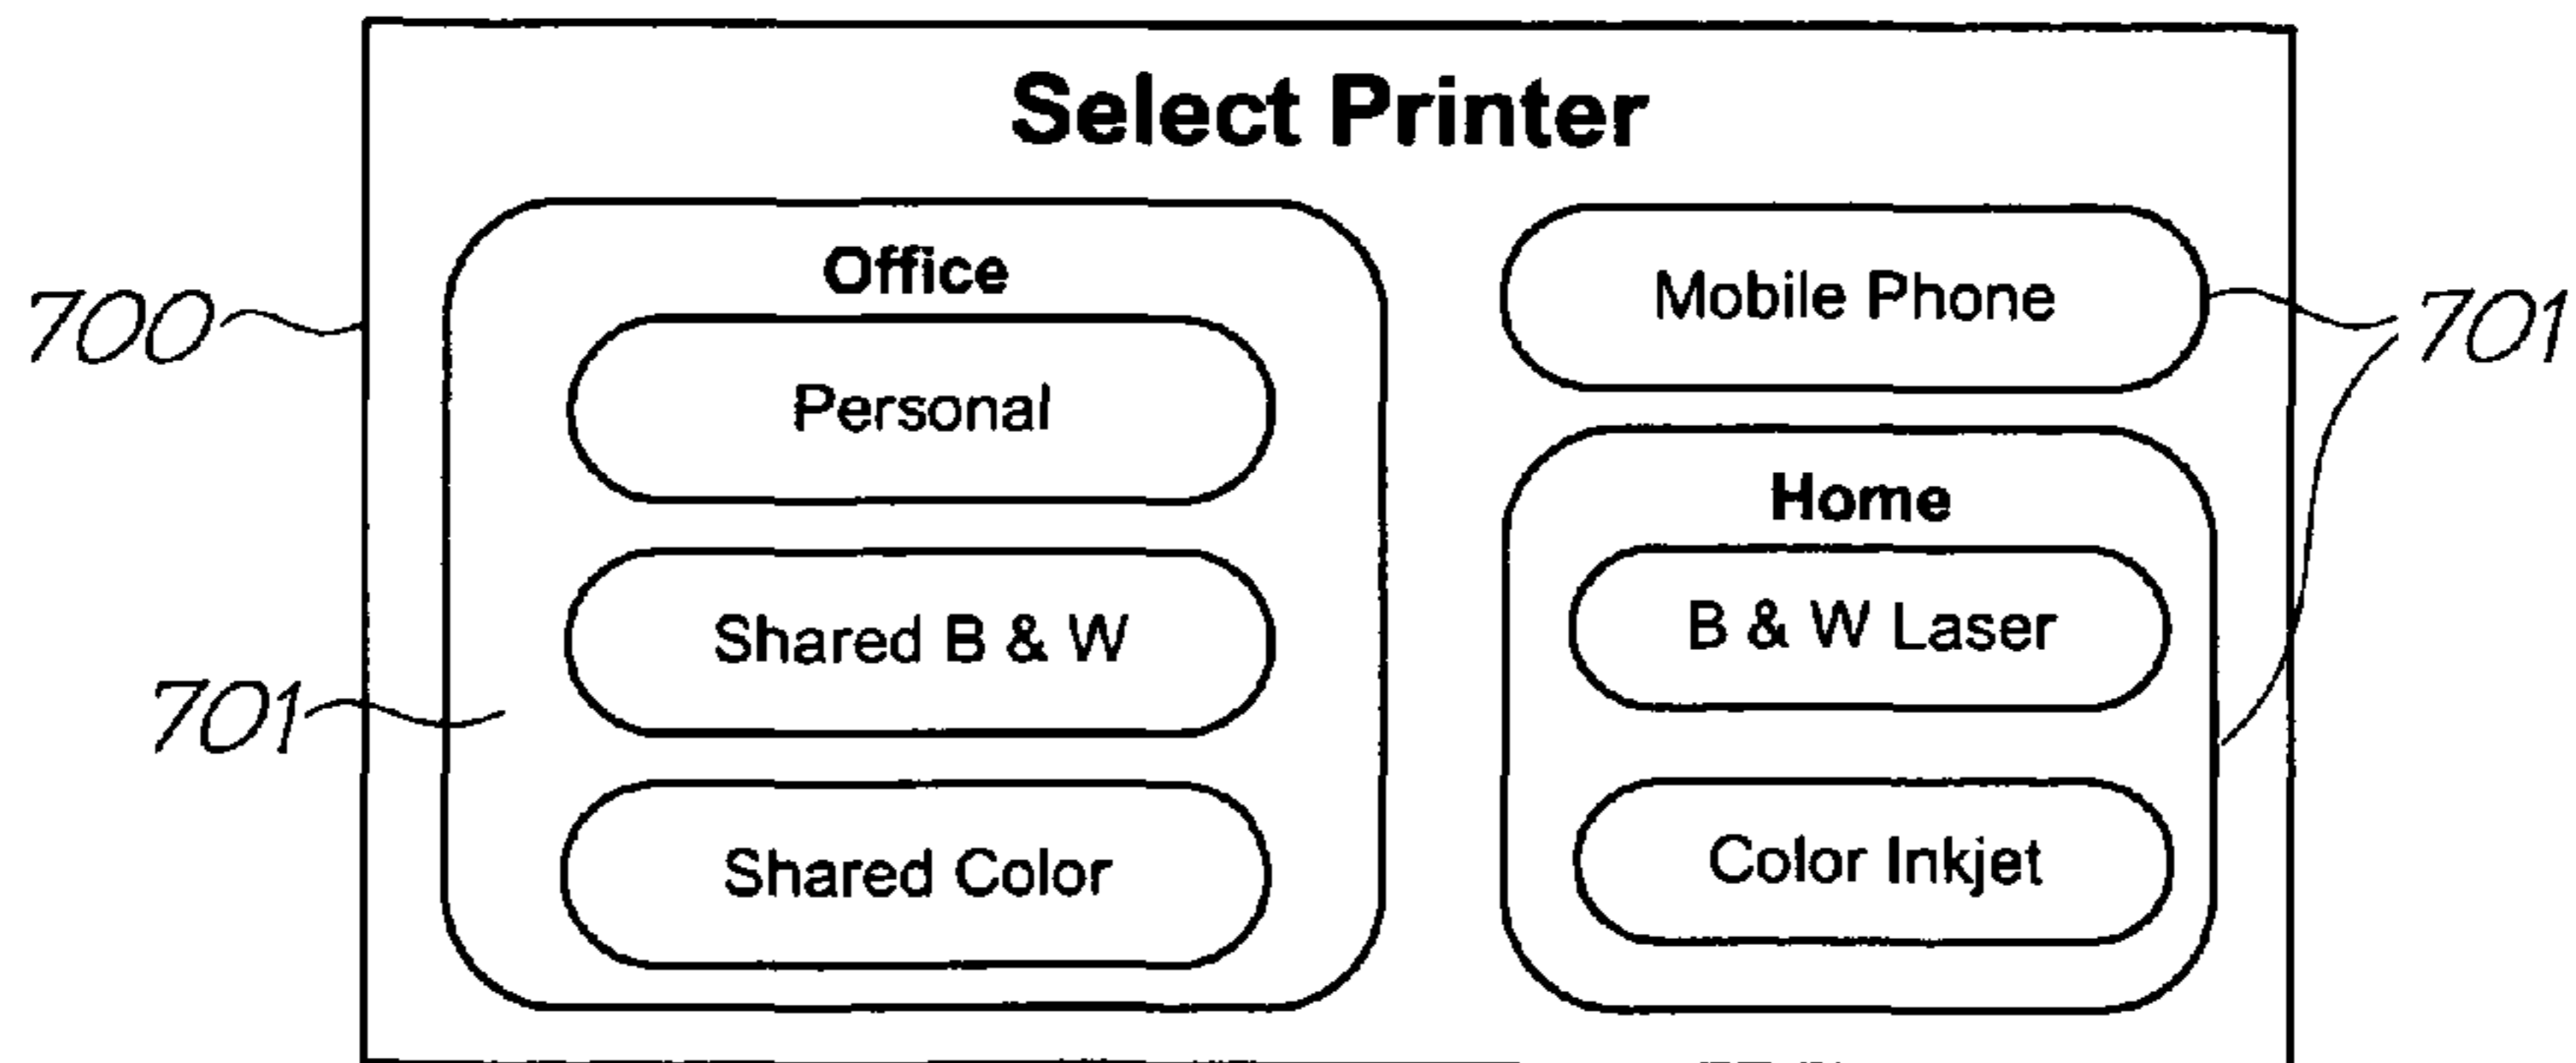 Select Printer
Office
Personal
Shared B & W
Shared Color
Mobile Phone
Home
B & W Laser
Color Inkjet
700
701
701